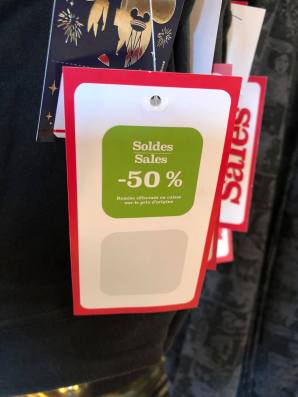 Soldes
Sales
-50 %
Remise effectuée en caisse
sur le prix d'origine
Sales